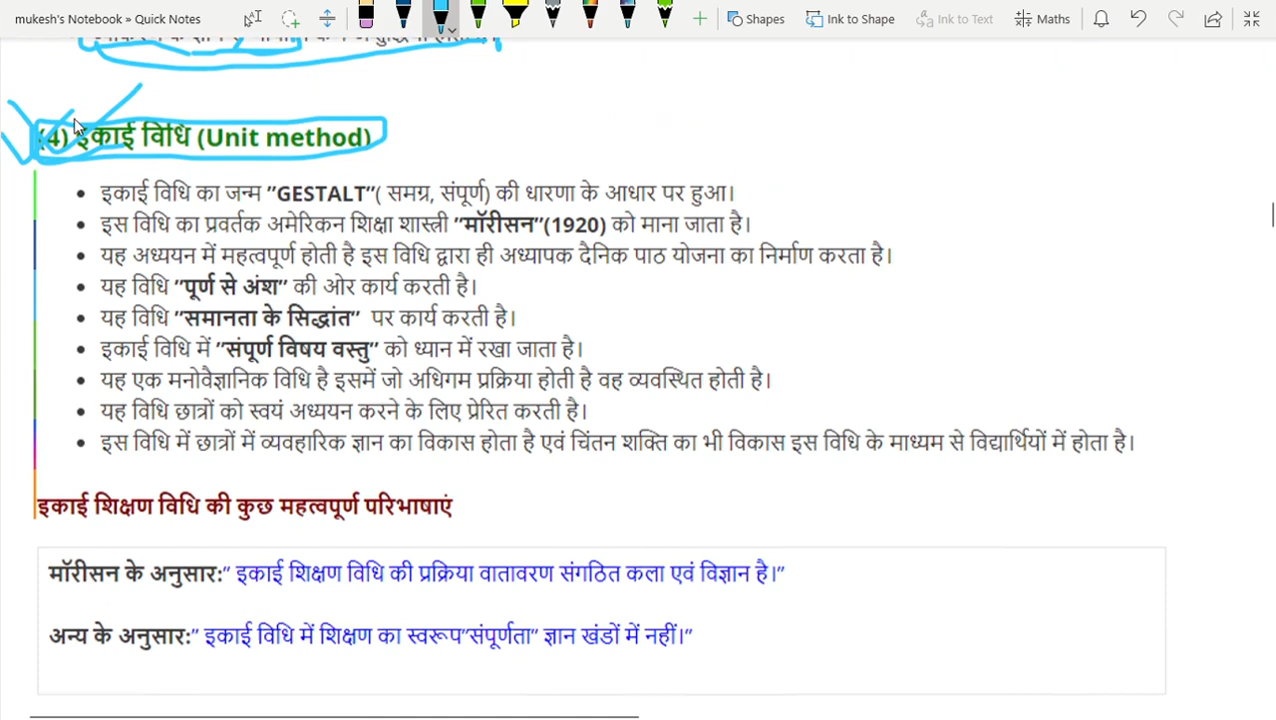 mukesh's Notebook » Quick Notes
Shapes
Ink to Shape
Ink to Text
Maths
(4) इकाई विधि (Unit method)
इकाई विधि का जन्म ”GESTALT”( समग्र, संपूर्ण) की धारणा के आधार पर हुआ।
इस विधि का प्रवर्तक अमेरिकन शिक्षा शास्त्री ”मॉरीसन”(1920) को माना जाता है।
यह अध्ययन में महत्वपूर्ण होती है इस विधि द्वारा ही अध्यापक दैनिक पाठ योजना का निर्माण करता है।
यह विधि ”पूर्ण से अंश” की ओर कार्य करती है।
यह विधि ”समानता के सिद्धांत” पर कार्य करती है।
इकाई विधि में ”संपूर्ण विषय वस्तु” को ध्यान में रखा जाता है।
यह एक मनोवैज्ञानिक विधि है इसमें जो अधिगम प्रक्रिया होती है वह व्यवस्थित होती है।
यह विधि छात्रों को स्वयं अध्ययन करने के लिए प्रेरित करती है।
इस विधि में छात्रों में व्यवहारिक ज्ञान का विकास होता है एवं चिंतन शक्ति का भी विकास इस विधि के माध्यम से विद्यार्थियों में होता है।
इकाई शिक्षण विधि की कुछ महत्वपूर्ण परिभाषाएं
मॉरीसन के अनुसार:” इकाई शिक्षण विधि की प्रक्रिया वातावरण संगठित कला एवं विज्ञान है।”
अन्य के अनुसार:” इकाई विधि में शिक्षण का स्वरूप”संपूर्णता“ ज्ञान खंडों में नहीं।”